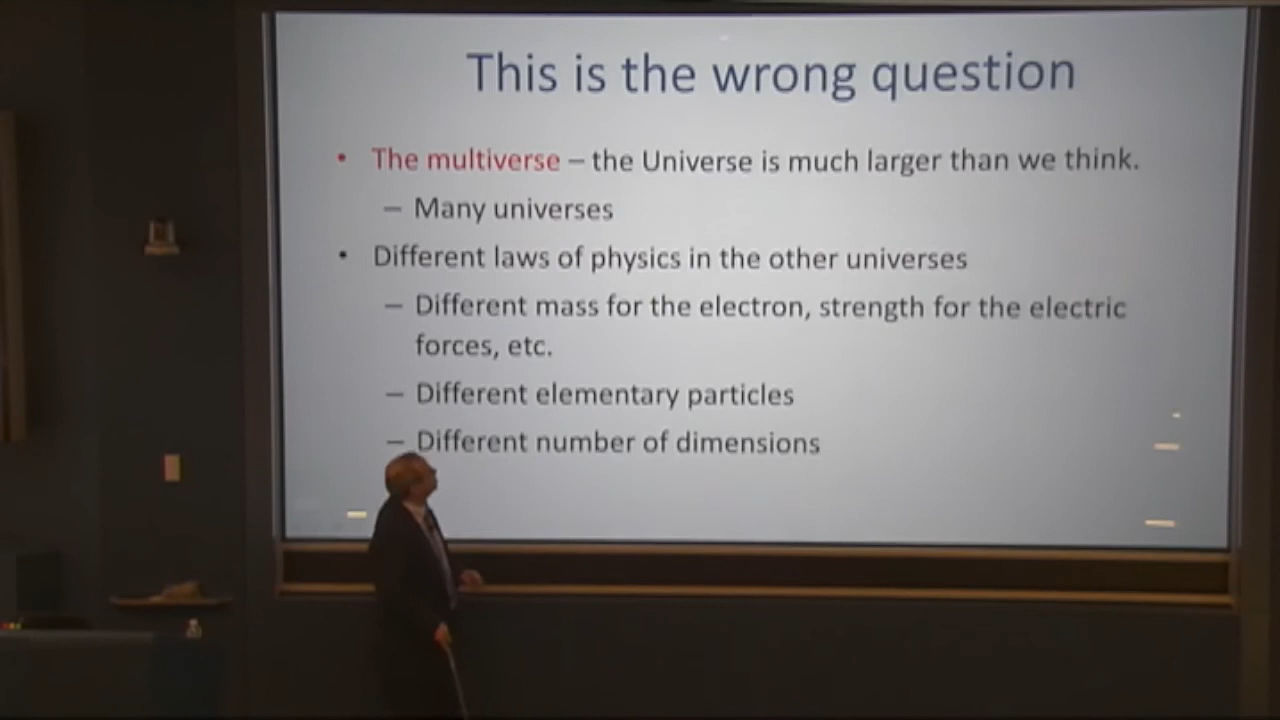 This is the wrong question
• The multiverse – the Universe is much larger than we think.
– Many universes
• Different laws of physics in the other universes
– Different mass for the electron, strength for the electric
forces, etc.
– Different elementary particles
– Different number of dimensions